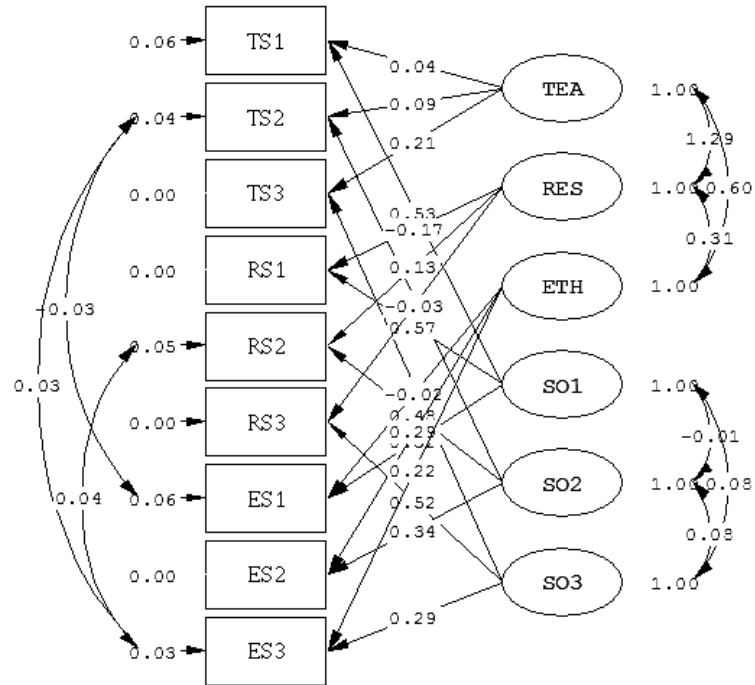 0.06 TS1
0.04 TEA 1.00
0.04 TS2 0.09
1.29
0.21
0.00 TS3 RES 1.00 0.60
0.53
-0.17
0.31
0.00 RS1 0.13 ETH 1.00
-0.03 -0.03
0.57
0.05 RS2
0.03 0.00 RS3 -0.02 SO1 1.00
0.48
0.29 -0.01
0.22
0.04 0.06 ES1 SO2 1.00 0.08
0.52
0.34 0.08
0.00 ES2 SO3 1.00
0.29
0.03 ES3